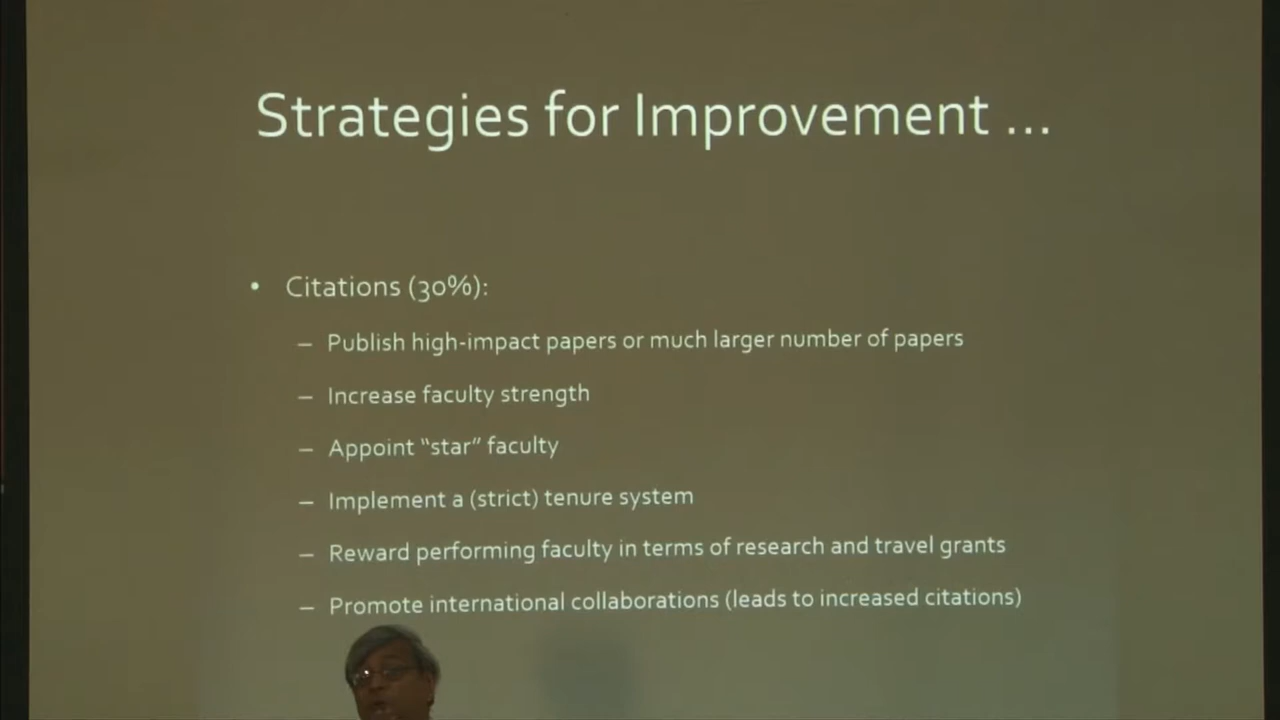 Strategies for Improvement ...
• Citations (30%):
– Publish high-impact papers or much larger number of papers
– Increase faculty strength
– Appoint “star” faculty
– Implement a (strict) tenure system
– Reward performing faculty in terms of research and travel grants
– Promote international collaborations (leads to increased citations)